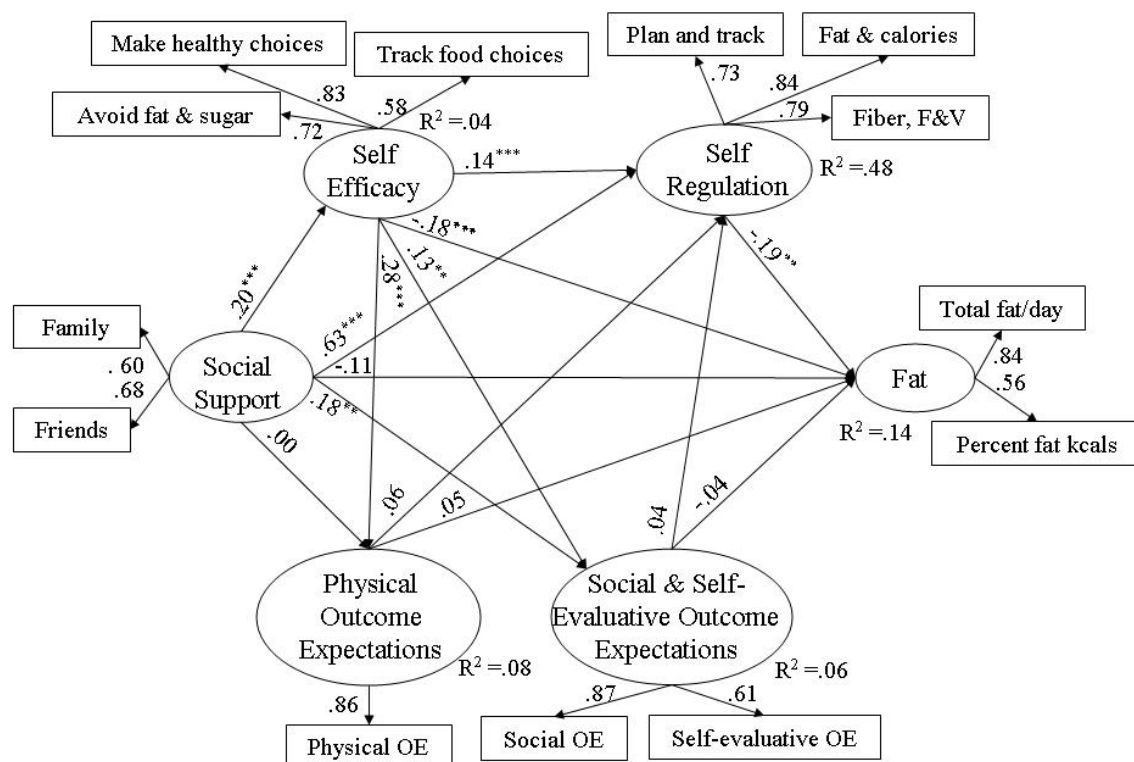 Make healthy choices
Track food choices
Plan and track
Fat & calories
.83
.58
.73
.84
Avoid fat & sugar
.72
R² =.04
.79
Fiber, F&V
Self
Efficacy
.14***
Self
Regulation
R² =.48
-.18***
.13**
.28***
-.19**
.20***
Family
.60
.68
Friends
Social
Support
.63***
-.11
.18**
.00
Total fat/day
.84
.56
Fat
R² =.14
Percent fat kcals
.06
.05
.04
-.04
Physical
Outcome
Expectations
R² =.08
Social & Self-
Evaluative Outcome
Expectations
R² =.06
.86
Physical OE
.87
Social OE
.61
Self-evaluative OE